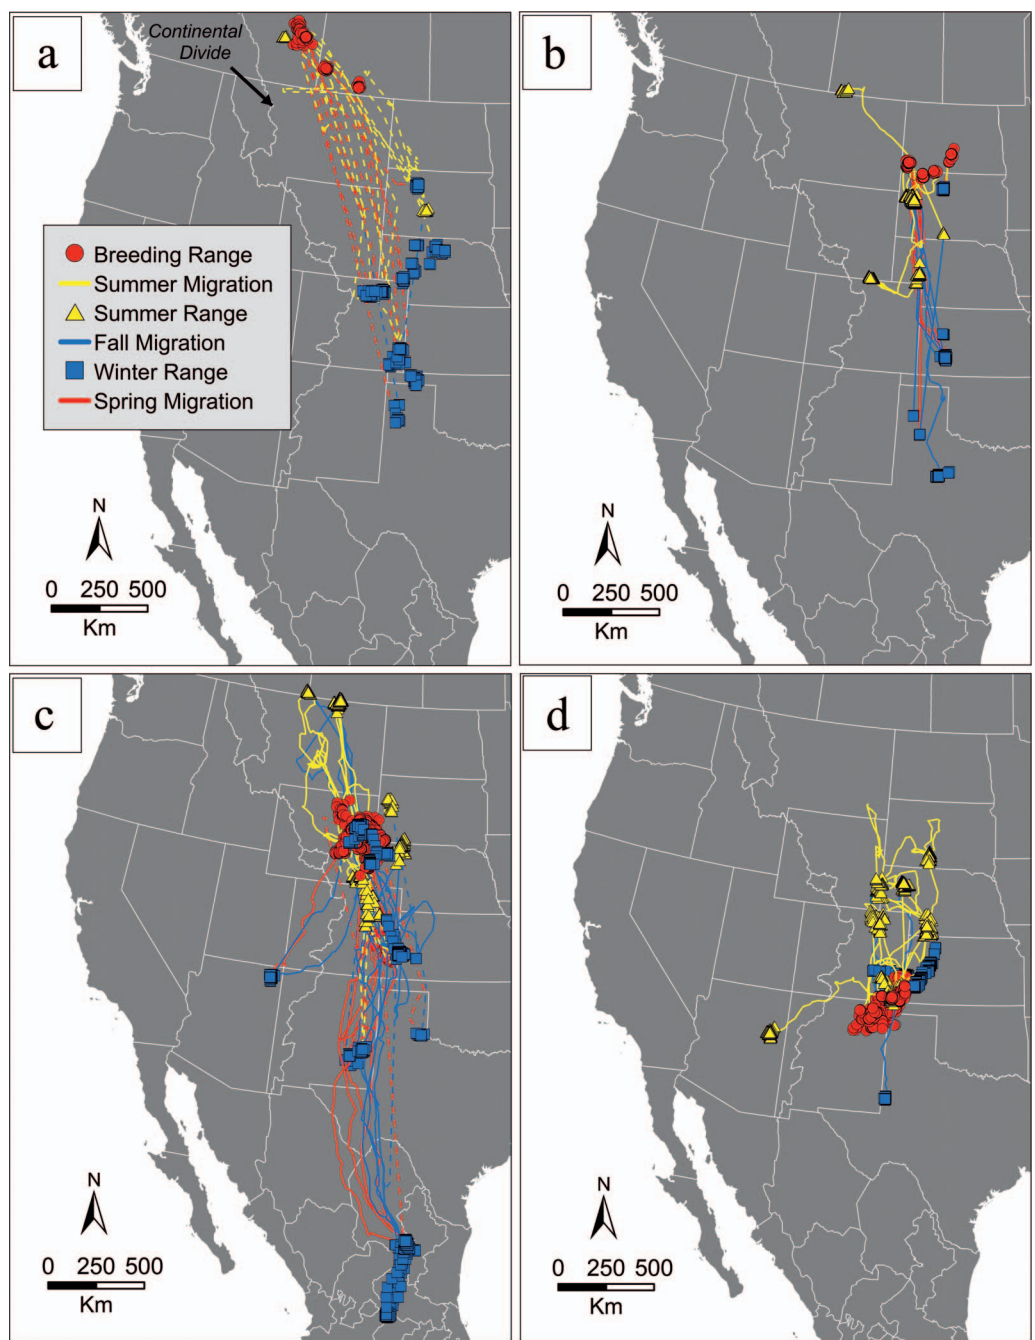 a
Continental
Divide
Breeding Range
Summer Migration
Summer Range
Fall Migration
Winter Range
Spring Migration
N
0 250 500
Km
b
N
0 250 500
Km
c
N
0 250 500
Km
d
N
0 250 500
Km